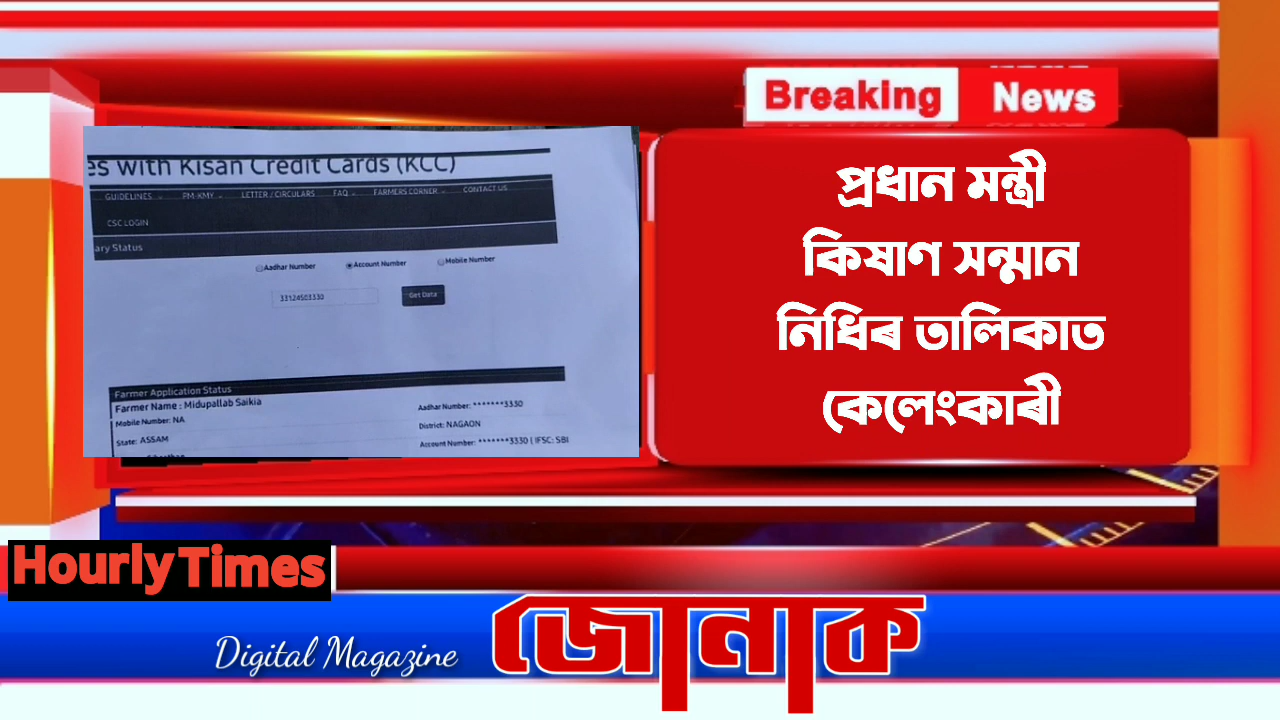 Breaking News
প্ৰধান মন্ত্ৰী
কিষাণ সন্মান
নিধিৰ তালিকাত
কেলেংকাৰী
es with Kisan Credit Cards (KCC)
GUIDELINES PM-KMY LETTER / CIRCULARS FAQ FARMERS CORNER CONTACT US
CSC LOGIN
ary Status
Aadhar Number Account Number Mobile Number
33124503330 Get Data
Farmer Application Status
Farmer Name : Midupallab Saikia
Aadhar Number: *******3330
Mobile Number: NA
District: NAGAON
State: ASSAM
Account Number: *******3330 ( IFSC: SBI
HourlyTimes
Digital Magazine
জোনাক